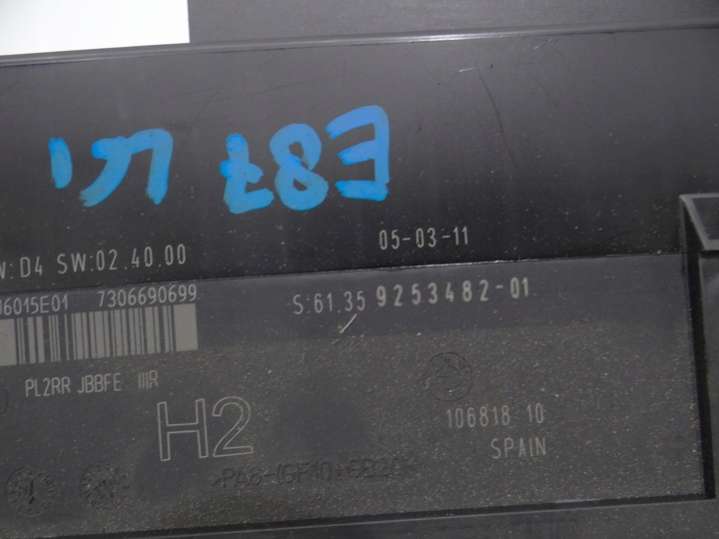 E87 LCI
05-03-11
W:D4 SW:02.40.00
S:61.35 9253482-01
16015E01 7306690699
PL2RR JBBFE IIIR
H2
106818 10
SPAIN